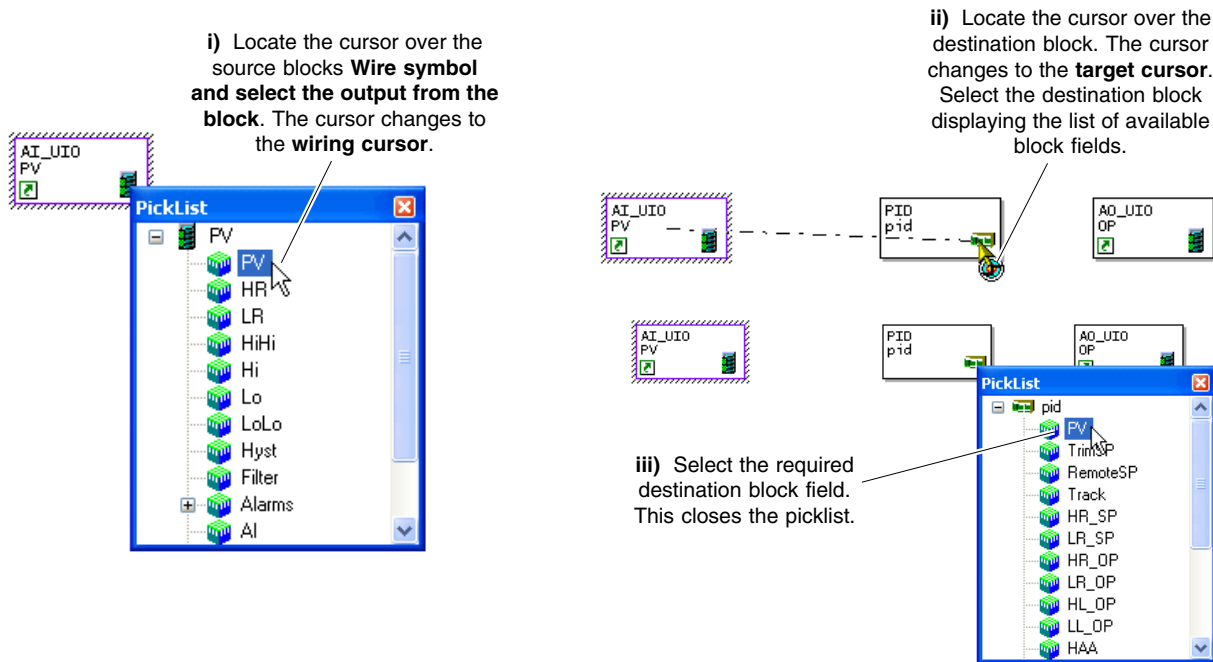 i) Locate the cursor over the
source blocks Wire symbol
and select the output from the
block. The cursor changes to
the wiring cursor.
AI_UIO
PV
PickList
PV
PV
HR
LR
HiHi
Hi
Lo
LoLo
Hyst
Filter
Alarms
AI
ii) Locate the cursor over the
destination block. The cursor
changes to the target cursor.
Select the destination block
displaying the list of available
block fields.
AI_UIO
PV
PID
pid
AO_UIO
OP
AI_UIO
PV
PID
pid
AO_UIO
OP
iii) Select the required
destination block field.
This closes the picklist.
PickList
pid
PV
TrimSP
RemoteSP
Track
HR_SP
LR_SP
HR_OP
LR_OP
HL_OP
LL_OP
HAA